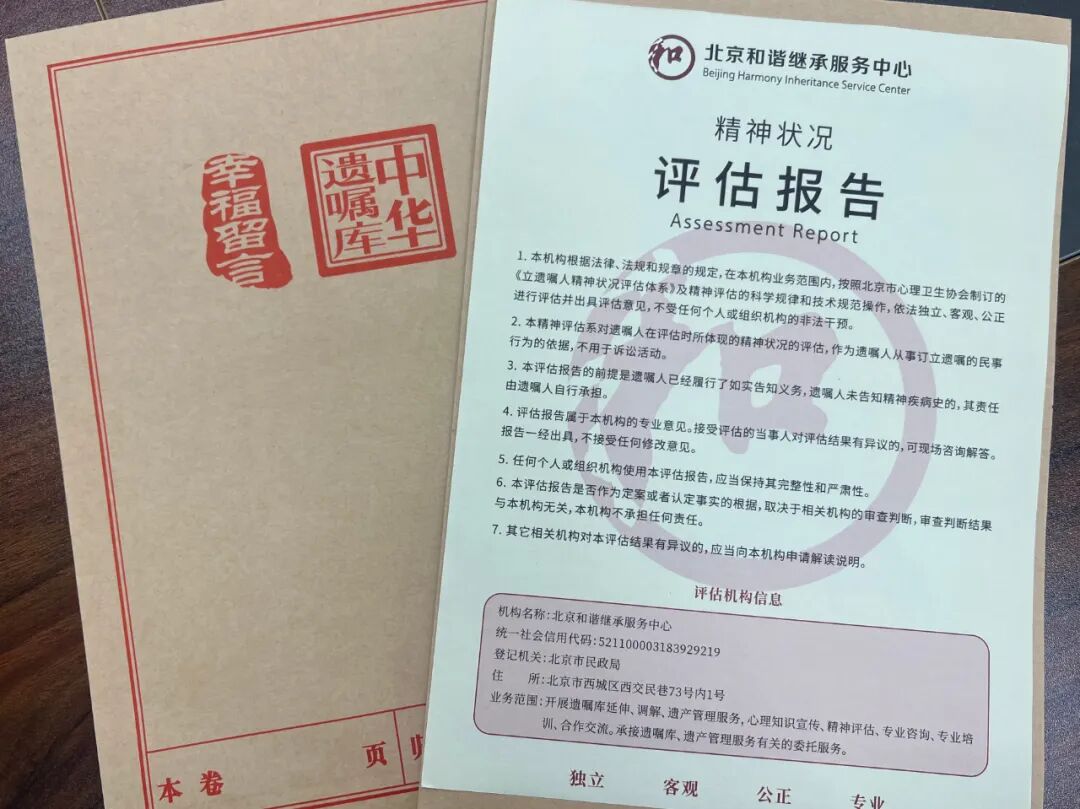 幸福留言
中华
遗嘱库
本卷
页
和
北京和谐继承服务中心
Beijing Harmony Inheritance Service Center
精神状况
评估报告
Assessment Report
1. 本机构根据法律、法规和规章的规定，在本机构业务范围内，按照北京市心理卫生协会制订的
《立遗嘱人精神状况评估体系》及精神评估的科学规律和技术规范操作，依法独立、客观、公正
进行评估并出具评估意见，不受任何个人或组织机构的非法干预。
2. 本精神评估系对遗嘱人在评估时所体现的精神状况的评估，作为遗嘱人从事订立遗嘱的民事
行为的依据，不用于诉讼活动。
3. 本评估报告的前提是遗嘱人已经履行了如实告知义务，遗嘱人未告知精神疾病史的，其责任
由遗嘱人自行承担。
4. 评估报告属于本机构的专业意见。接受评估的当事人对评估结果有异议的，可现场咨询解答。
报告一经出具，不接受任何修改意见。
5. 任何个人或组织机构使用本评估报告，应当保持其完整性和严肃性。
6. 本评估报告是否作为定案或者认定事实的根据，取决于相关机构的审查判断，审查判断结果
与本机构无关，本机构不承担任何责任。
7. 其它相关机构对本评估结果有异议的，应当向本机构申请解读说明。
评估机构信息
机构名称：北京和谐继承服务中心
统一社会信用代码：521100003183929219
登记机关：北京市民政局
住 所：北京市西城区西交民巷73号内1号
业务范围：开展遗嘱库延伸、调解、遗产管理服务，心理知识宣传、精神评估、专业咨询、专业培
训、合作交流。承接遗嘱库、遗产管理服务有关的委托服务。
独立 客观 公正 专业